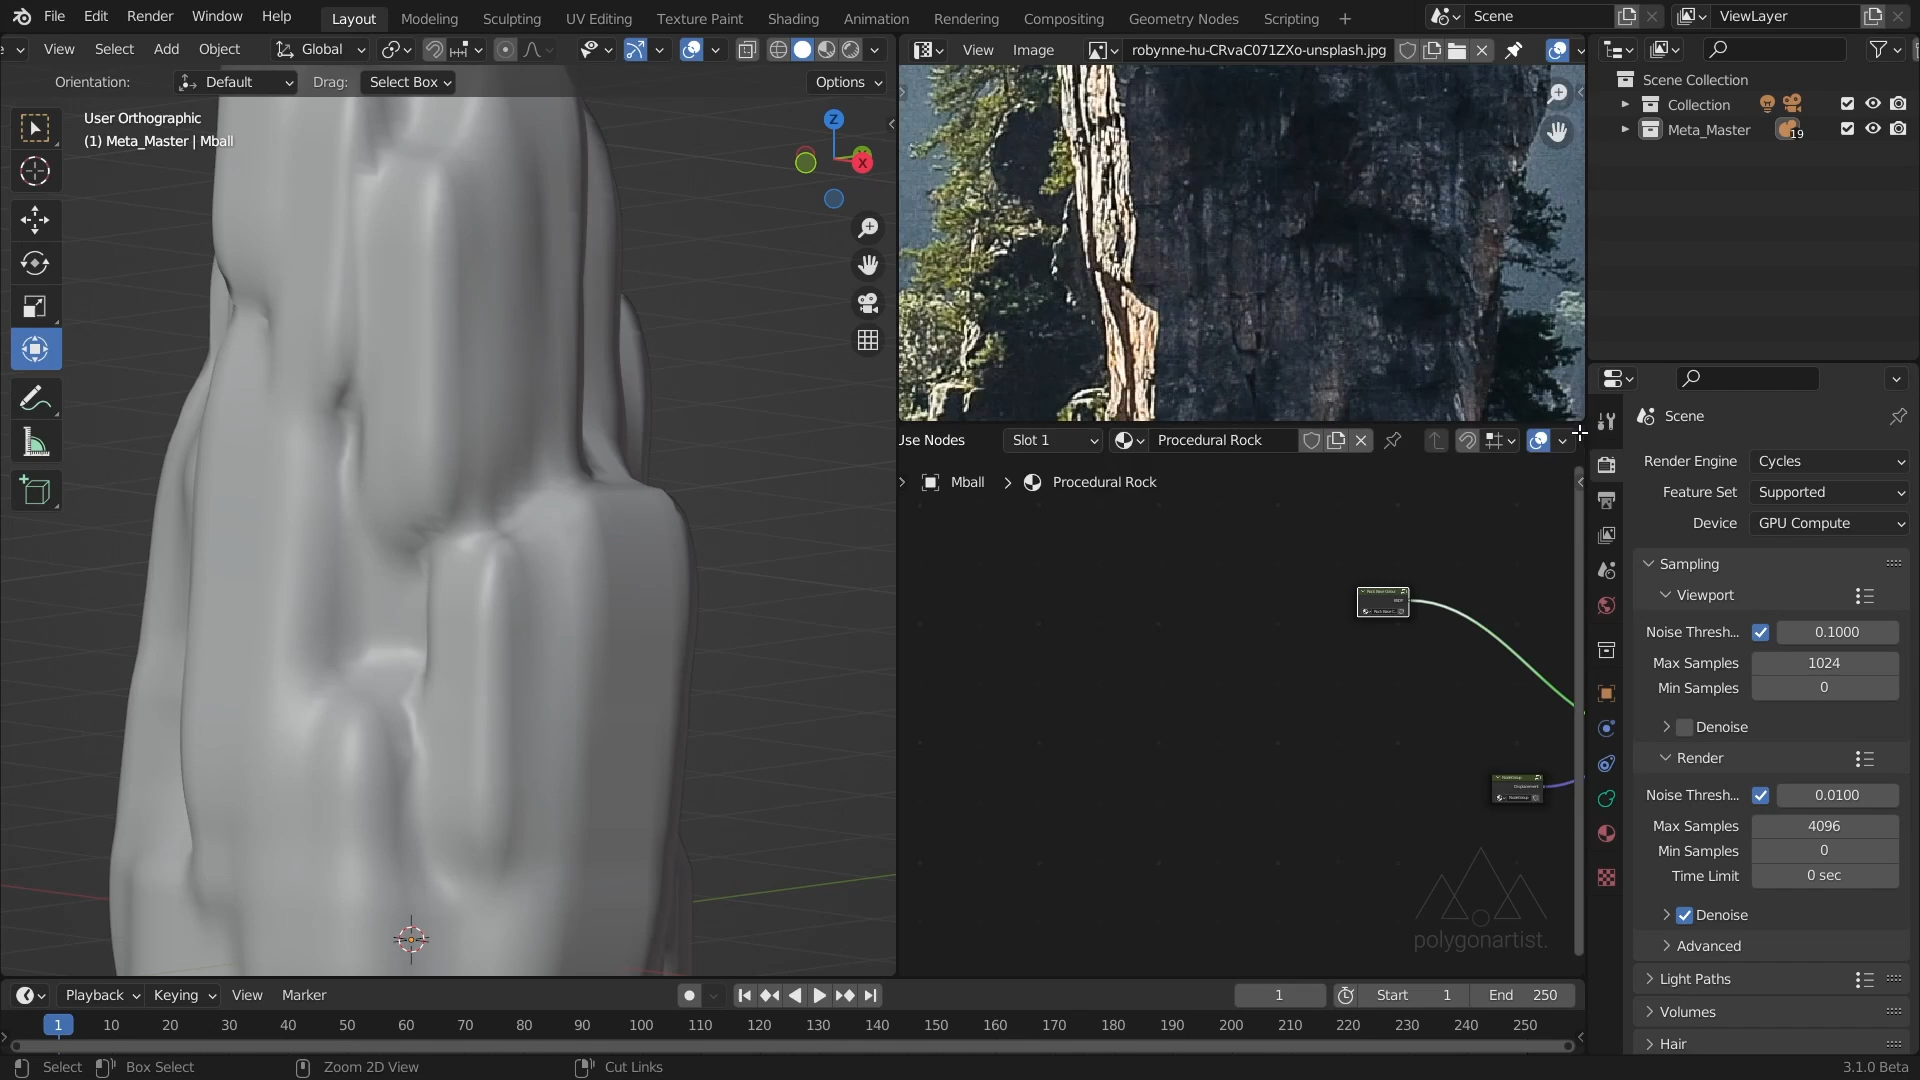 File Edit Render Window Help Layout Modeling Sculpting UV Editing Texture Paint Shading Animation Rendering Compositing Geometry Nodes Scripting + Scene ViewLayer
View Select Add Object Global View Image robynne-hu-CRvaC071ZXo-unsplash.jpg
Orientation: Default Drag: Select Box Options
User Orthographic
(1) Meta_Master | Mball
Z
X
Scene Collection
Collection
Meta_Master 19
Use Nodes Slot 1 Procedural Rock
Mball > Procedural Rock
Displacement
polygonartist.
Scene
Render Engine Cycles
Feature Set Supported
Device GPU Compute
Sampling
Viewport
Noise Thresh... 0.1000
Max Samples 1024
Min Samples 0
Denoise
Render
Noise Thresh... 0.0100
Max Samples 4096
Min Samples 0
Time Limit 0 sec
Denoise
Advanced
Light Paths
Volumes
Hair
Playback Keying View Marker 1 Start 1 End 250
1 10 20 30 40 50 60 70 80 90 100 110 120 130 140 150 160 170 180 190 200 210 220 230 240 250
Select Box Select Zoom 2D View Cut Links 3.1.0 Beta